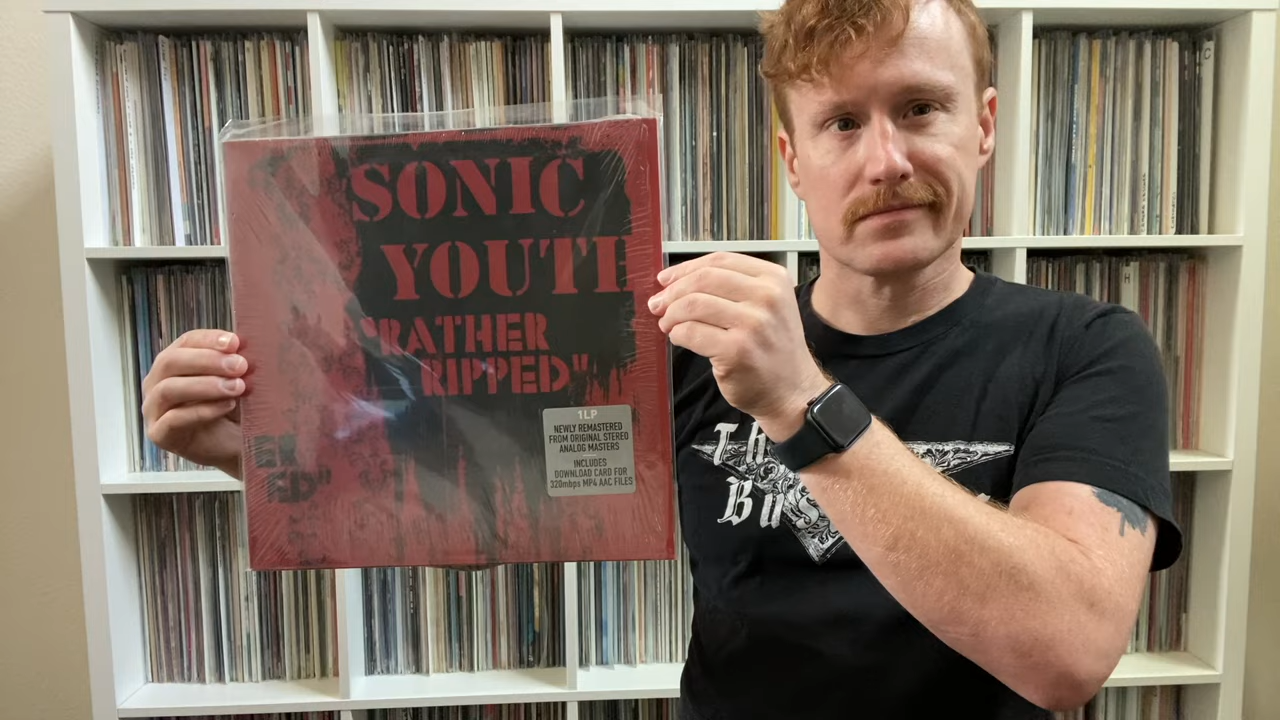 SONIC
YOUTH
"RATHER
RIPPED"
ED"
1LP
NEWLY REMASTERED
FROM ORIGINAL STEREO
ANALOG MASTERS
INCLUDES
DOWNLOAD CARD FOR
320mbps MP4 AAC FILES